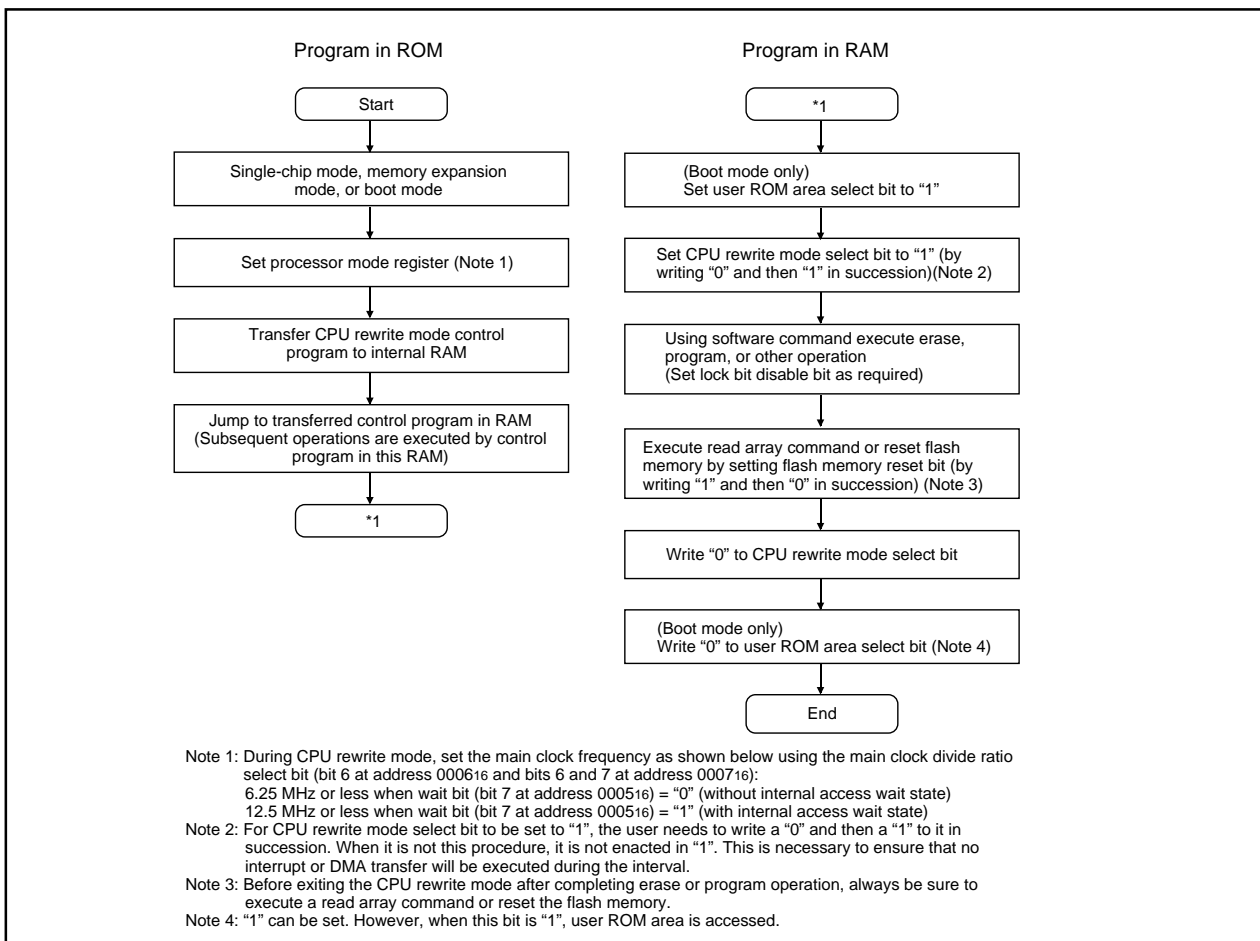 Program in ROM
Start
Single-chip mode, memory expansion
mode, or boot mode
Set processor mode register (Note 1)
Transfer CPU rewrite mode control
program to internal RAM
Jump to transferred control program in RAM
(Subsequent operations are executed by control
program in this RAM)
*1
Program in RAM
*1
(Boot mode only)
Set user ROM area select bit to “1”
Set CPU rewrite mode select bit to “1” (by
writing “0” and then “1” in succession)(Note 2)
Using software command execute erase,
program, or other operation
(Set lock bit disable bit as required)
Execute read array command or reset flash
memory by setting flash memory reset bit (by
writing “1” and then “0” in succession) (Note 3)
Write “0” to CPU rewrite mode select bit
(Boot mode only)
Write “0” to user ROM area select bit (Note 4)
End
Note 1: During CPU rewrite mode, set the main clock frequency as shown below using the main clock divide ratio
select bit (bit 6 at address 000616 and bits 6 and 7 at address 000716):
6.25 MHz or less when wait bit (bit 7 at address 000516) = “0” (without internal access wait state)
12.5 MHz or less when wait bit (bit 7 at address 000516) = “1” (with internal access wait state)
Note 2: For CPU rewrite mode select bit to be set to “1”, the user needs to write a “0” and then a “1” to it in
succession. When it is not this procedure, it is not enacted in “1”. This is necessary to ensure that no
interrupt or DMA transfer will be executed during the interval.
Note 3: Before exiting the CPU rewrite mode after completing erase or program operation, always be sure to
execute a read array command or reset the flash memory.
Note 4: “1” can be set. However, when this bit is “1”, user ROM area is accessed.